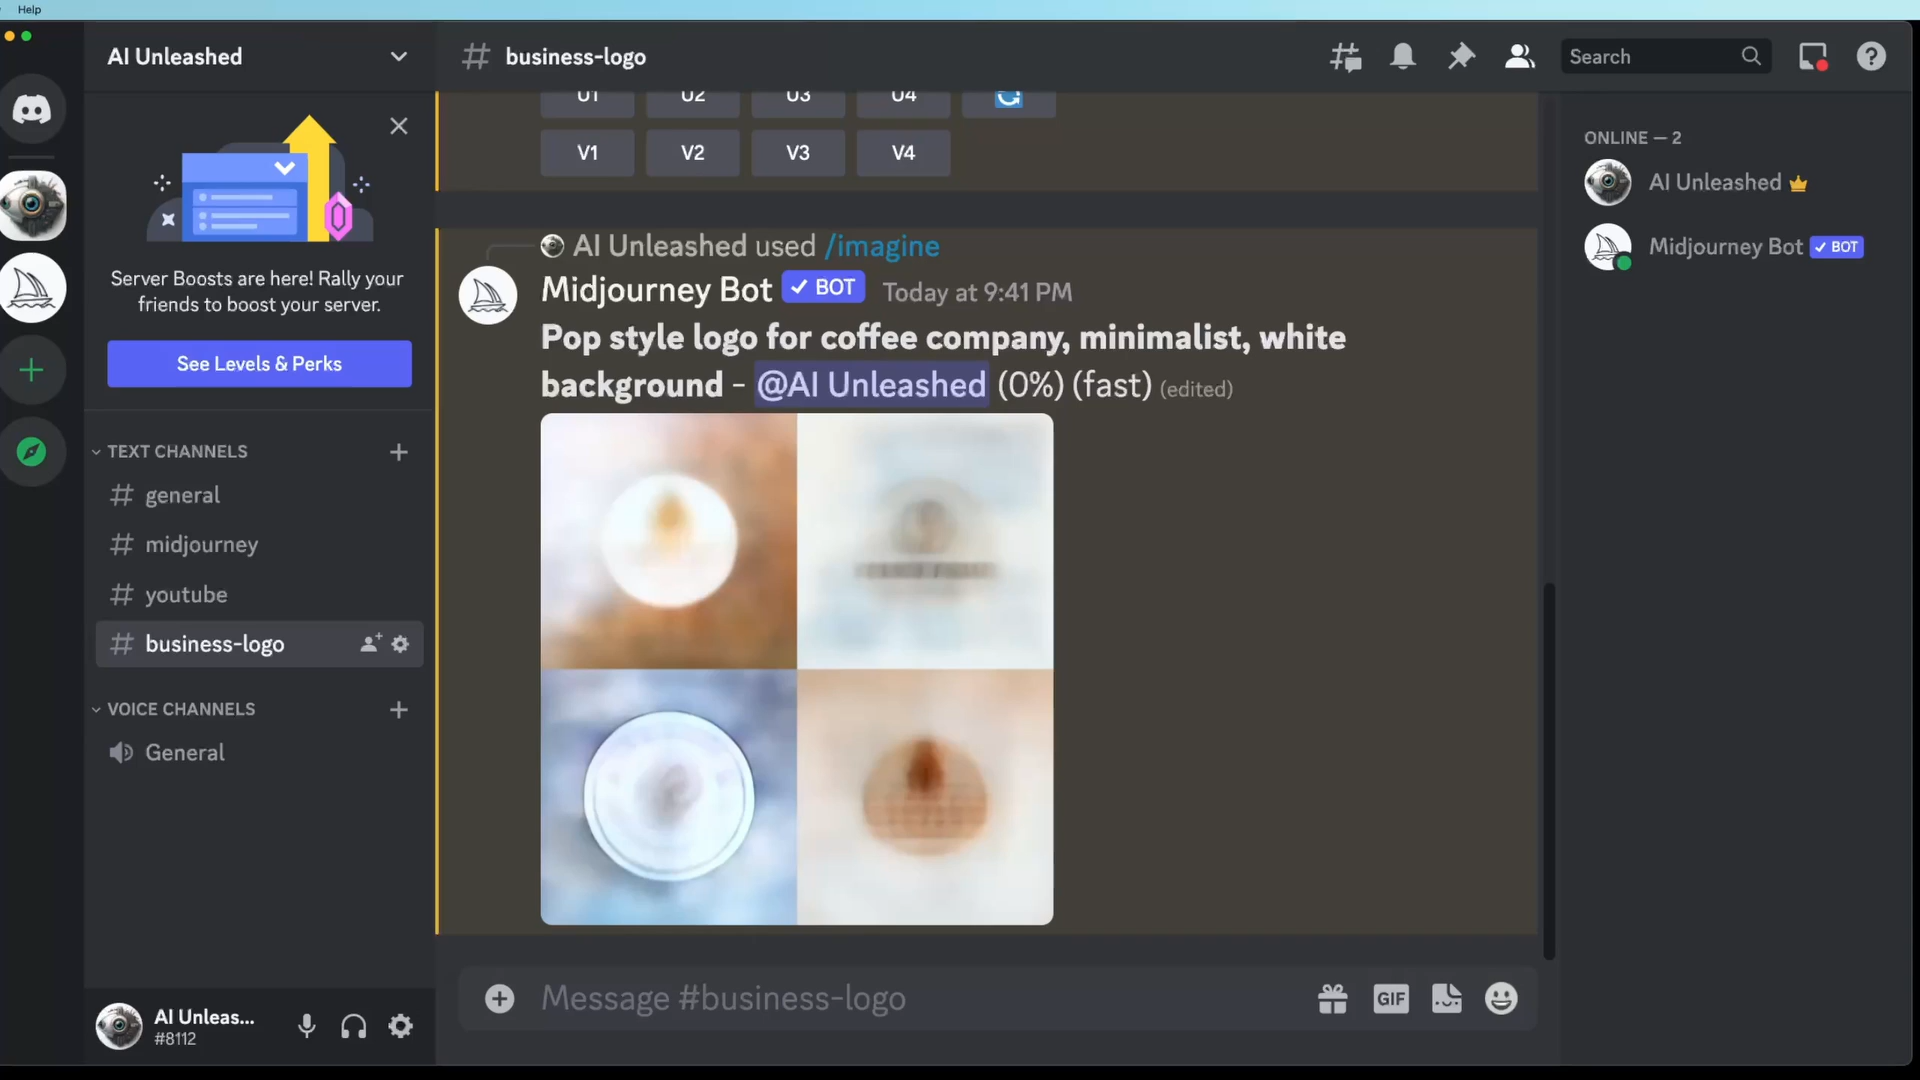 Help
AI Unleashed
Server Boosts are here! Rally your
friends to boost your server.
See Levels & Perks
TEXT CHANNELS
general
midjourney
youtube
business-logo
VOICE CHANNELS
General
AI Unleas...
#8112
# business-logo
Search
U1 U2 U3 U4
V1 V2 V3 V4
AI Unleashed used /imagine
Midjourney Bot ✓ BOT Today at 9:41 PM
Pop style logo for coffee company, minimalist, white
background - @AI Unleashed (0%) (fast) (edited)
Message #business-logo
GIF
ONLINE — 2
AI Unleashed
Midjourney Bot ✓ BOT